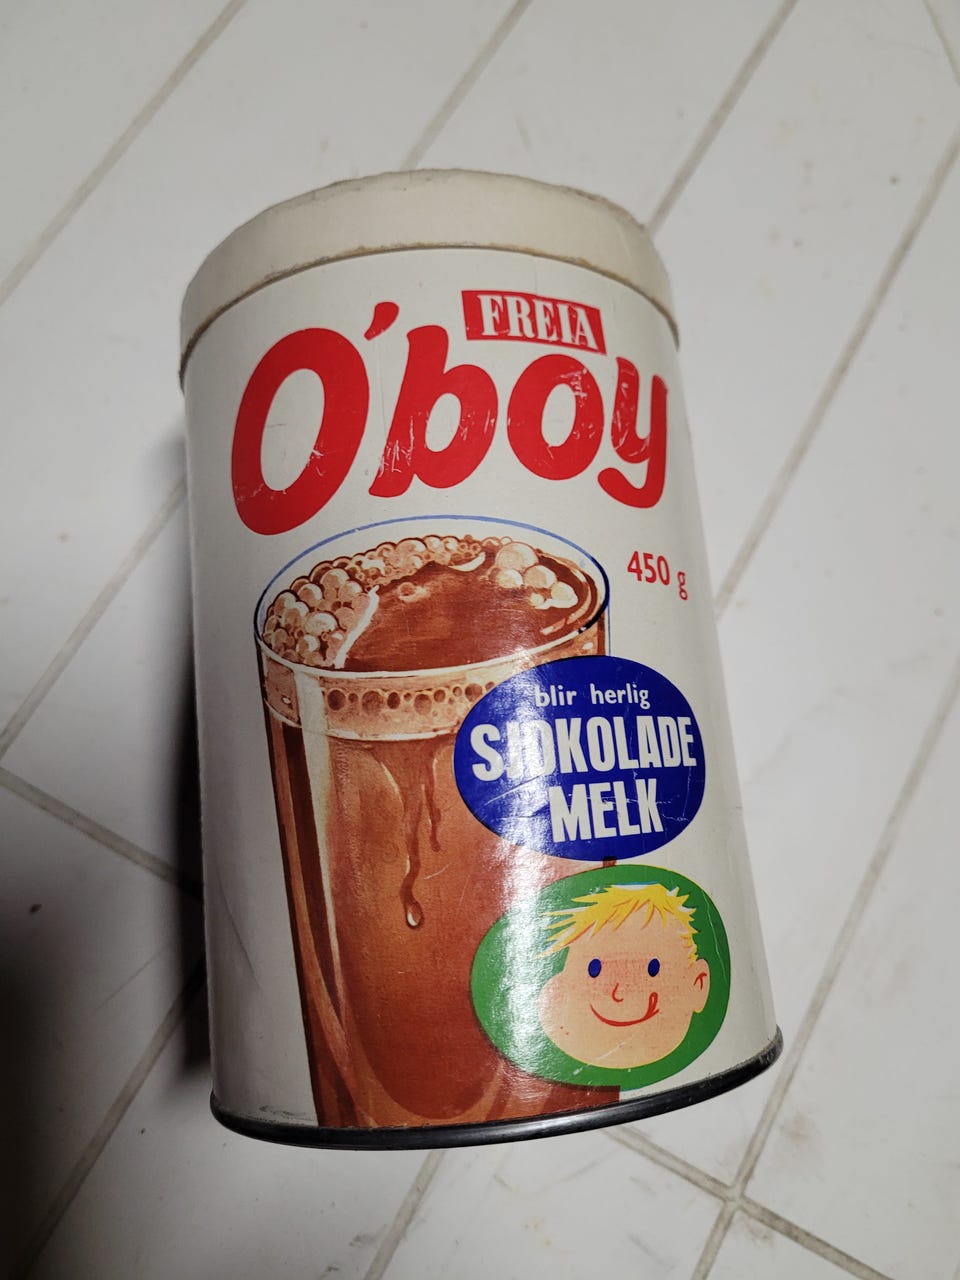 FREIA
O'boy
450 g
blir herlig
SJOKOLADE
MELK